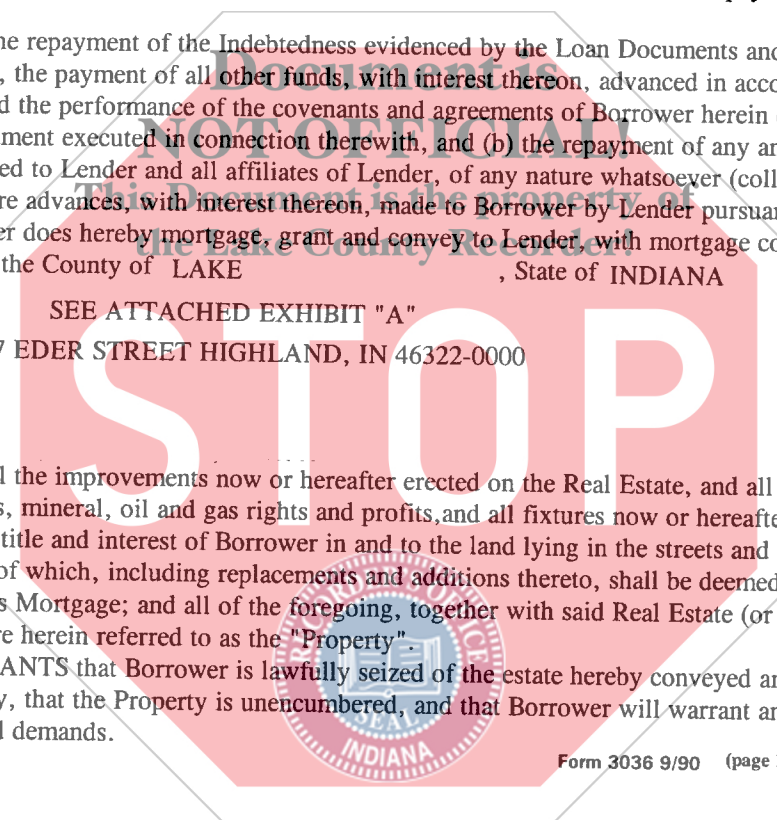 he repayment of the Indebtedness evidenced by the Loan Documents and
Document is
, the payment of all other funds, with interest thereon, advanced in acco
d the performance of the covenants and agreements of Borrower herein
NOT OFFICIAL!
ment executed in connection therewith, and (b) the repayment of any an
ed to Lender and all affiliates of Lender, of any nature whatsoever (coll
This Document is the property of
re advances, with interest thereon, made to Borrower by Lender pursuan
er does hereby mortgage, grant and convey to Lender, with mortgage co
the Lake County Recorder!
the County of LAKE , State of INDIANA
SEE ATTACHED EXHIBIT "A"
7 EDER STREET HIGHLAND, IN 46322-0000
STOP
l the improvements now or hereafter erected on the Real Estate, and all
s, mineral, oil and gas rights and profits,and all fixtures now or hereafte
title and interest of Borrower in and to the land lying in the streets and
of which, including replacements and additions thereto, shall be deemed
s Mortgage; and all of the foregoing, together with said Real Estate (or
re herein referred to as the "Property".
ANTS that Borrower is lawfully seized of the estate hereby conveyed an
y, that the Property is unencumbered, and that Borrower will warrant an
l demands.
RECORDER'S OFFICE
SEAL
INDIANA
Form 3036 9/90 (page